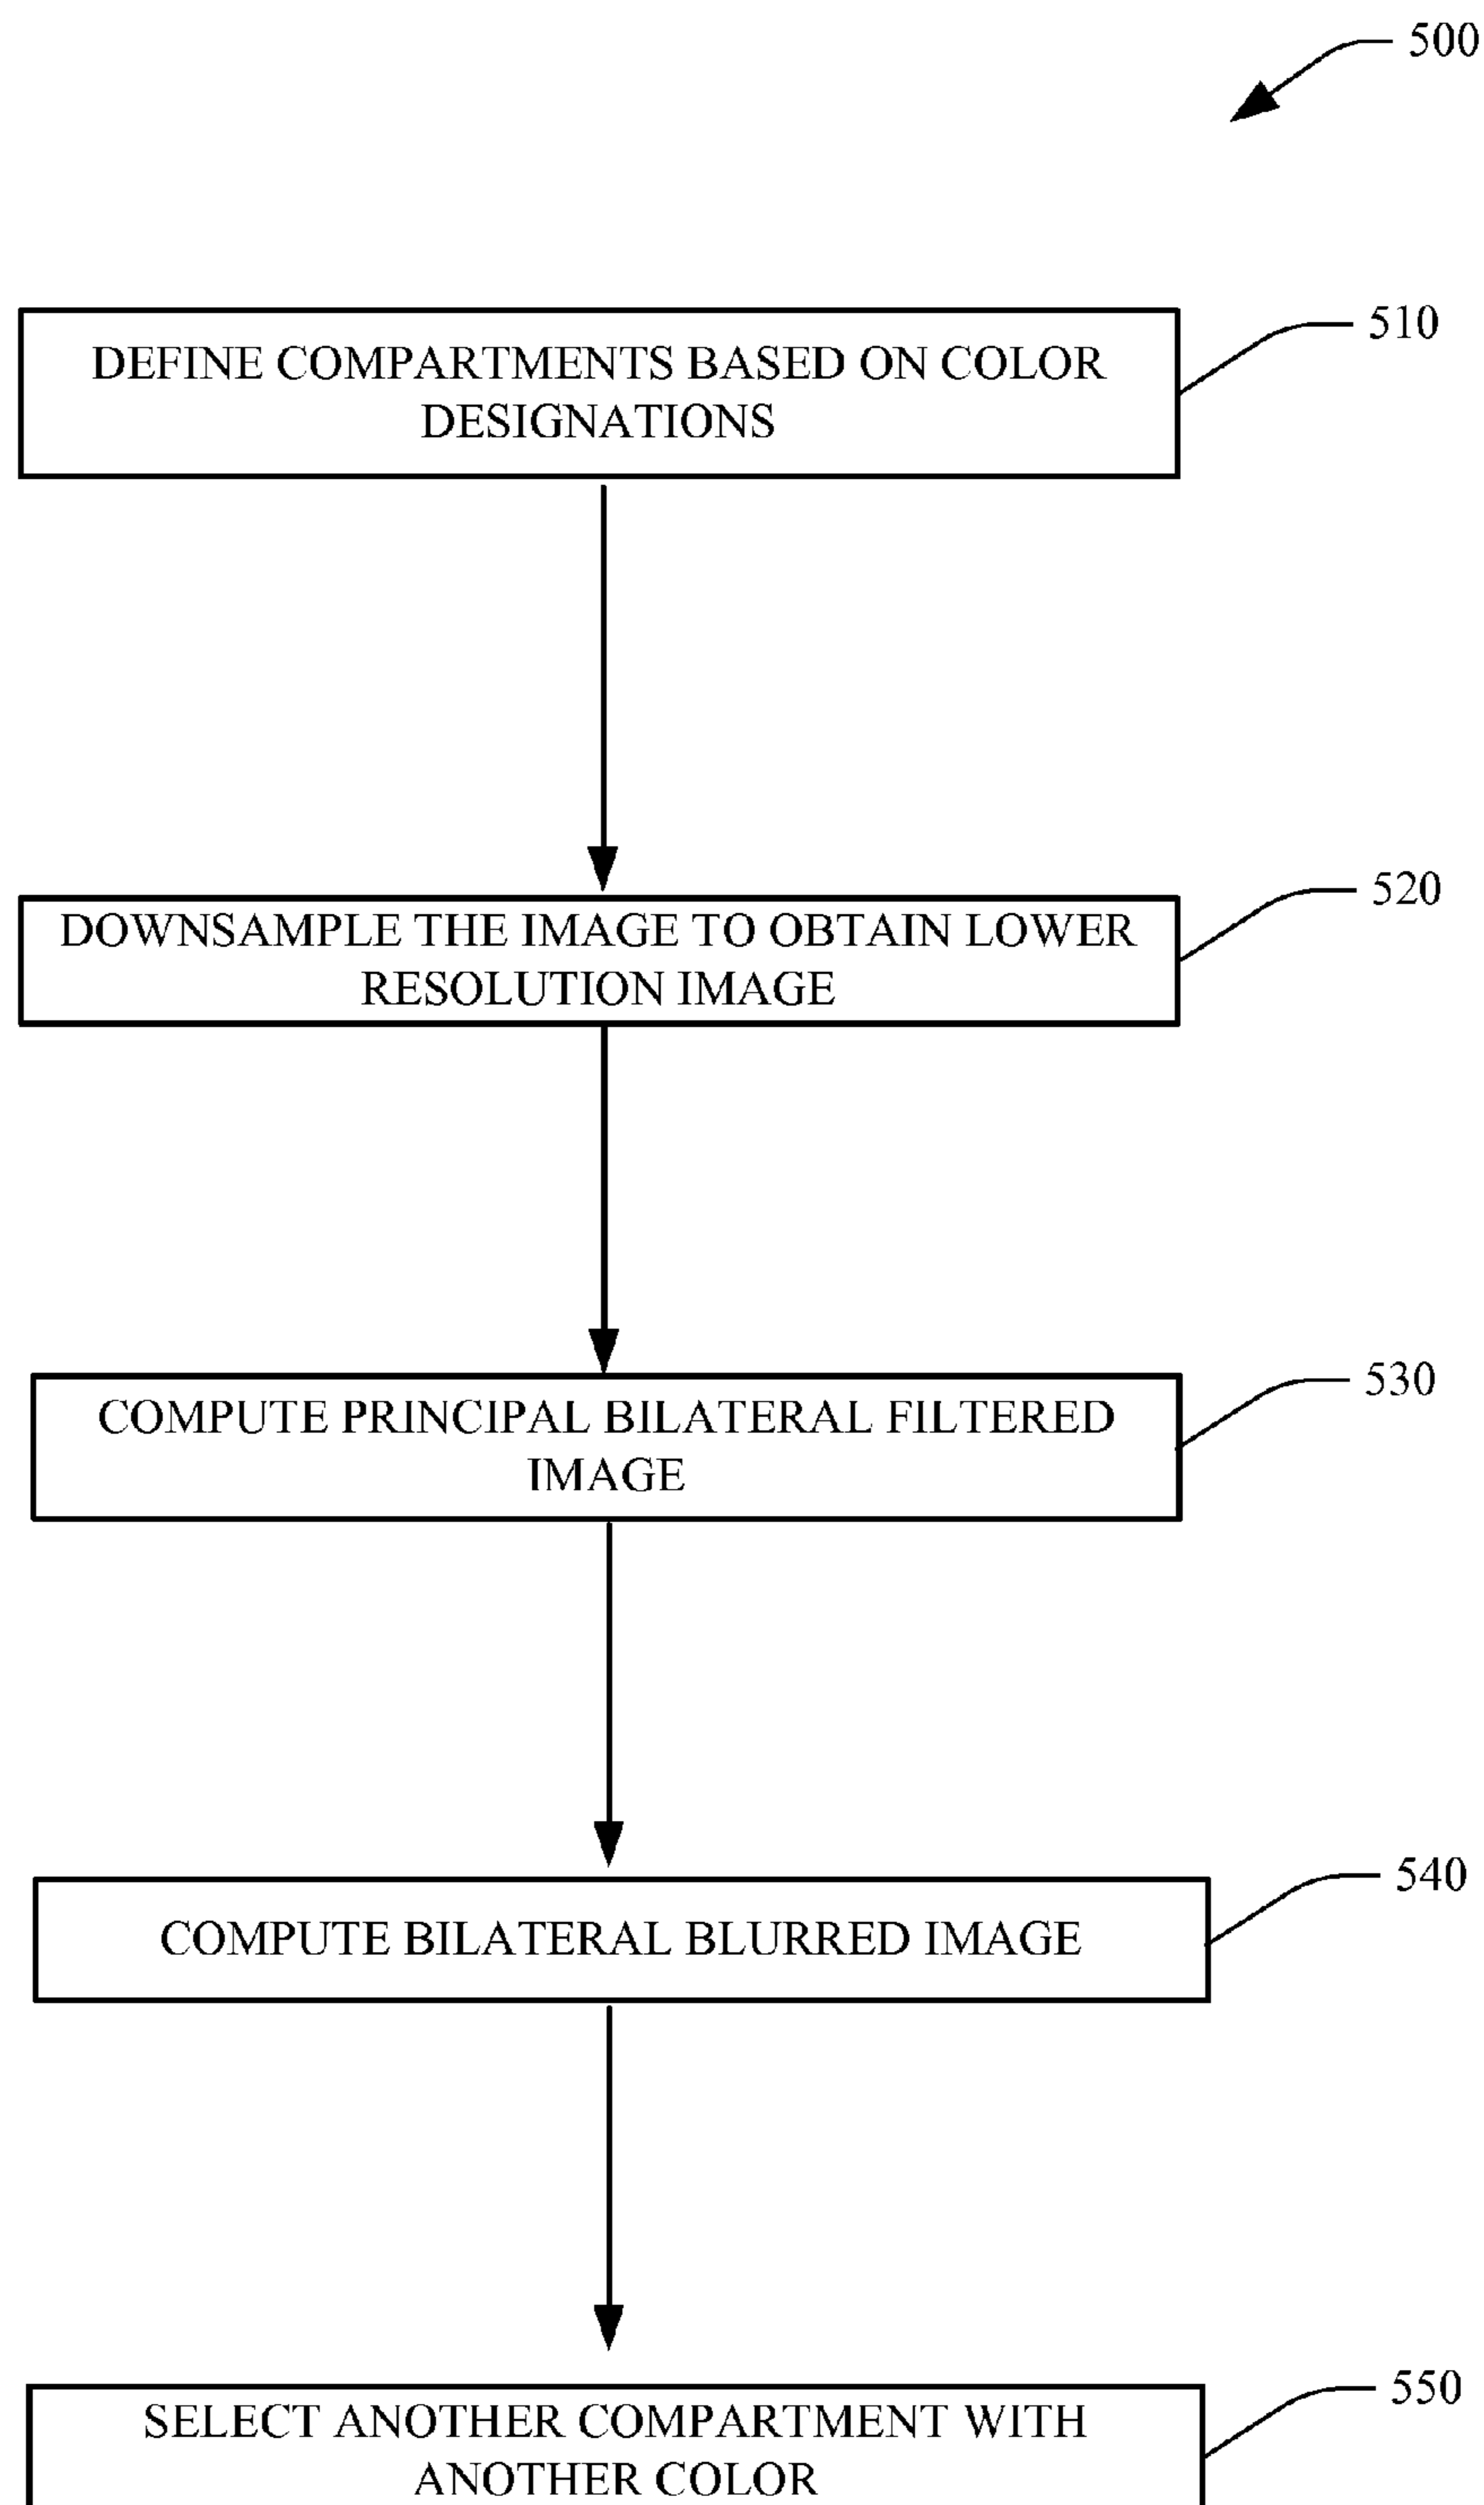 500
510
DEFINE COMPARTMENTS BASED ON COLOR
DESIGNATIONS
520
DOWNSAMPLE THE IMAGE TO OBTAIN LOWER
RESOLUTION IMAGE
530
COMPUTE PRINCIPAL BILATERAL FILTERED
IMAGE
540
COMPUTE BILATERAL BLURRED IMAGE
550
SELECT ANOTHER COMPARTMENT WITH
ANOTHER COLOR